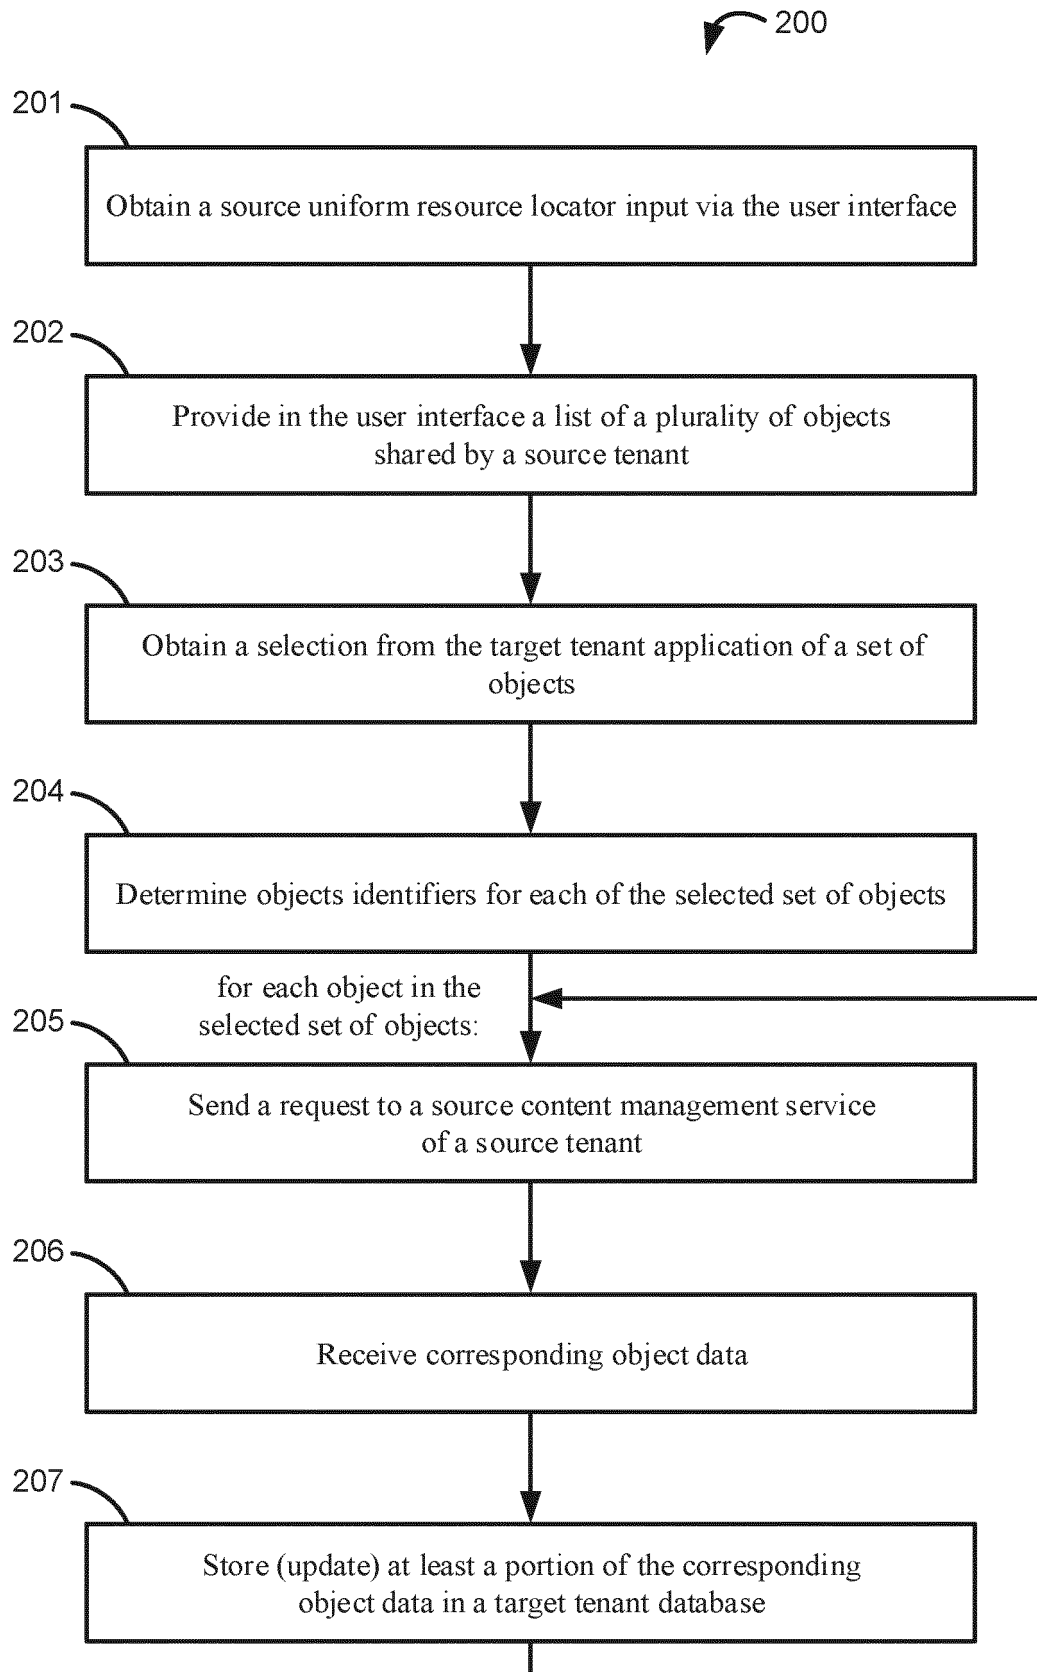 200
201
Obtain a source uniform resource locator input via the user interface
202
Provide in the user interface a list of a plurality of objects
shared by a source tenant
203
Obtain a selection from the target tenant application of a set of
objects
204
Determine objects identifiers for each of the selected set of objects
for each object in the
selected set of objects:
205
Send a request to a source content management service
of a source tenant
206
Receive corresponding object data
207
Store (update) at least a portion of the corresponding
object data in a target tenant database